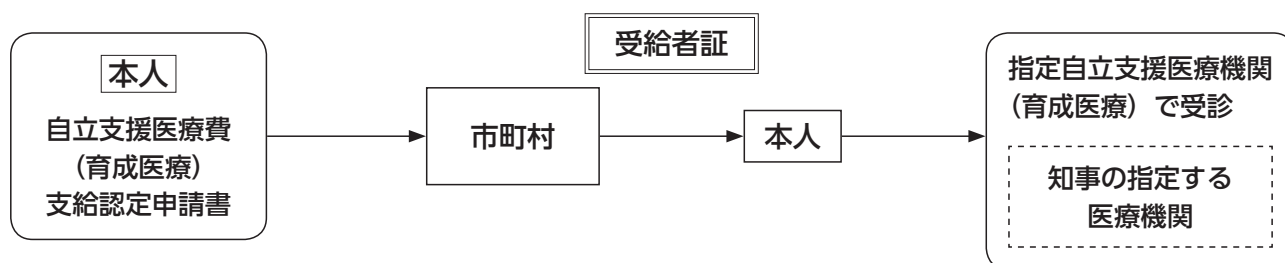 本人
自立支援医療費
（育成医療）
支給認定申請書
市町村
受給者証
本人
指定自立支援医療機関
（育成医療）で受診
知事の指定する
医療機関